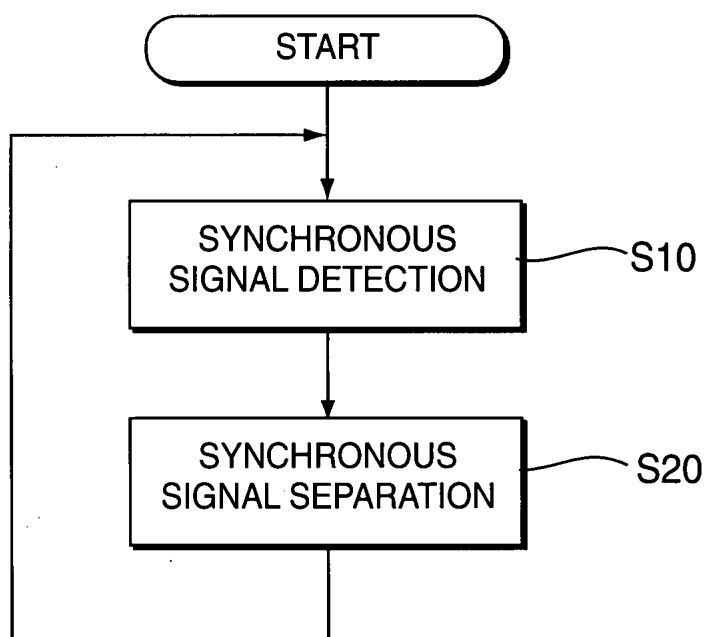 START
SYNCHRONOUS
SIGNAL DETECTION
S10
SYNCHRONOUS
SIGNAL SEPARATION
S20